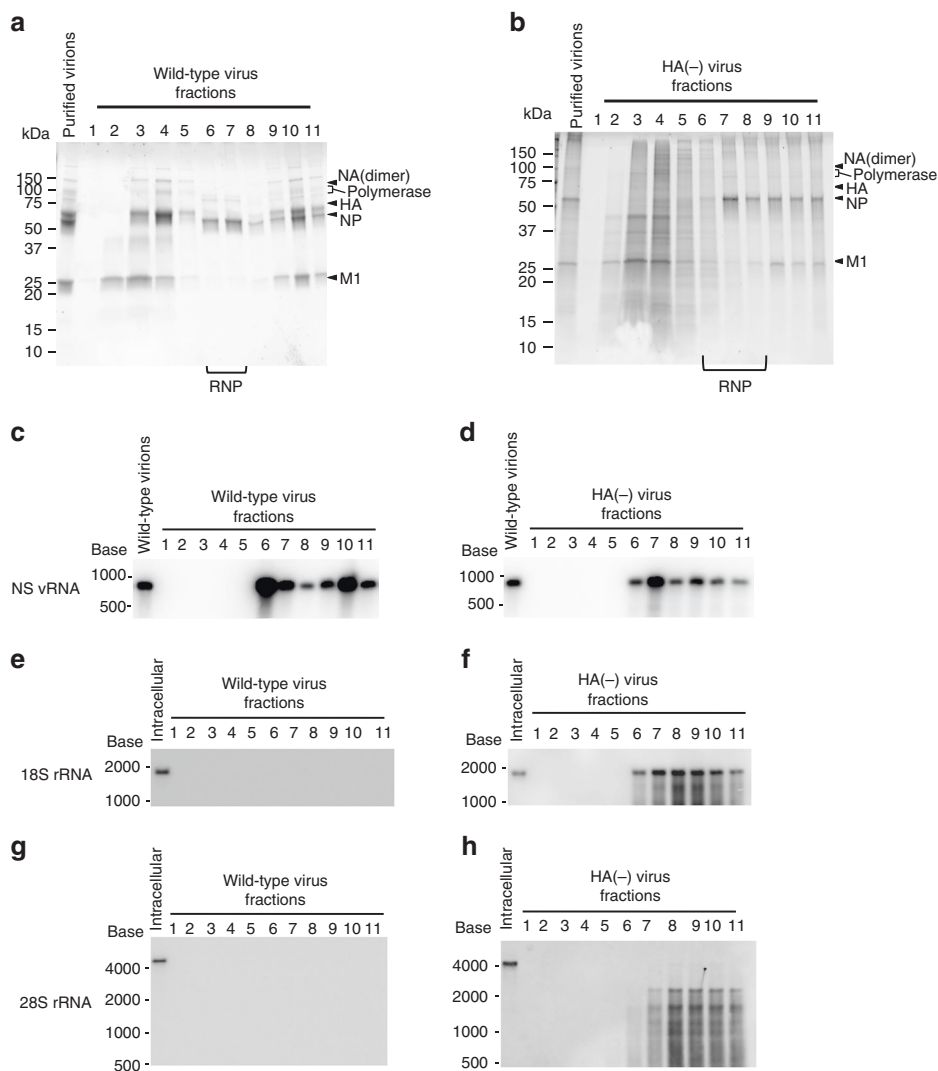 a
Purified virions
Wild-type virus
fractions
kDa
1 2 3 4 5 6 7 8 9 10 11
150
100
75
50
37
25
20
15
10
NA(dimer)
Polymerase
HA
NP
M1
RNP
b
Purified virions
HA(–) virus
fractions
kDa
1 2 3 4 5 6 7 8 9 10 11
150
100
75
50
37
25
20
15
10
NA(dimer)
Polymerase
HA
NP
M1
RNP
c
Wild-type virions
Wild-type virus
fractions
Base
1 2 3 4 5 6 7 8 9 10 11
NS vRNA
1000
500
d
Wild-type virions
HA(–) virus
fractions
Base
1 2 3 4 5 6 7 8 9 10 11
1000
500
e
Intracellular
Wild-type virus
fractions
Base
1 2 3 4 5 6 7 8 9 10 11
18S rRNA
2000
1000
f
Intracellular
HA(–) virus
fractions
Base
1 2 3 4 5 6 7 8 9 10 11
2000
1000
g
Intracellular
Wild-type virus
fractions
Base
1 2 3 4 5 6 7 8 9 10 11
28S rRNA
4000
2000
1000
500
h
Intracellular
HA(–) virus
fractions
Base
1 2 3 4 5 6 7 8 9 10 11
4000
2000
1000
500